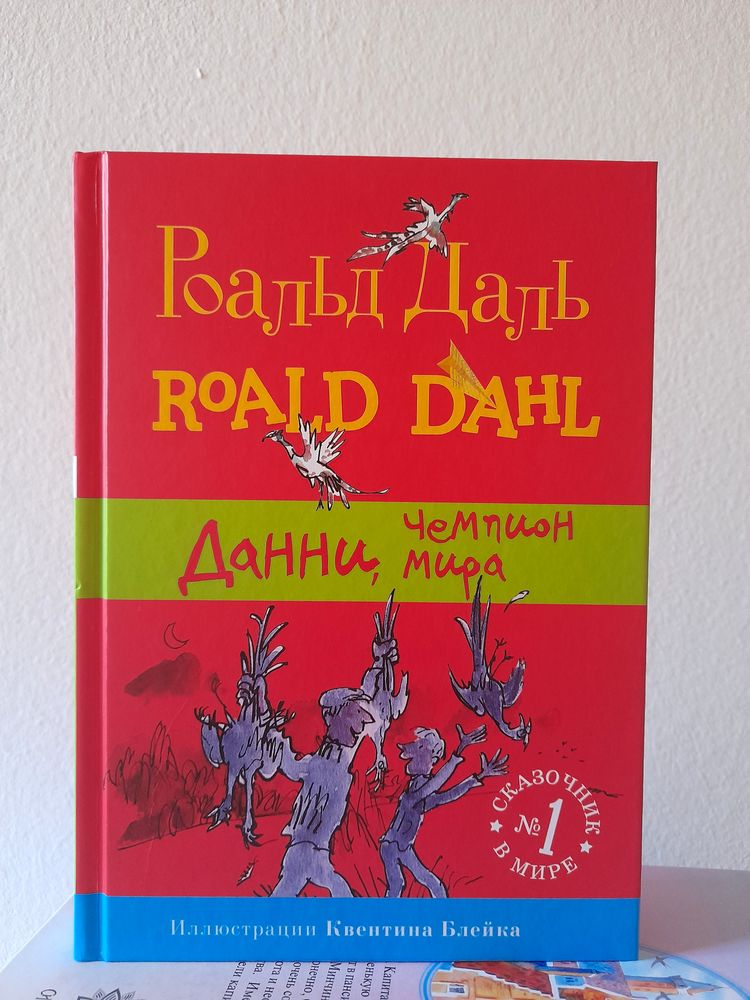 Роальд Даль
ROALD DAHL
Данни, чемпион
мира
СКАЗОЧНИК
№1
В МИРЕ
Иллюстрации Квентина Блейка